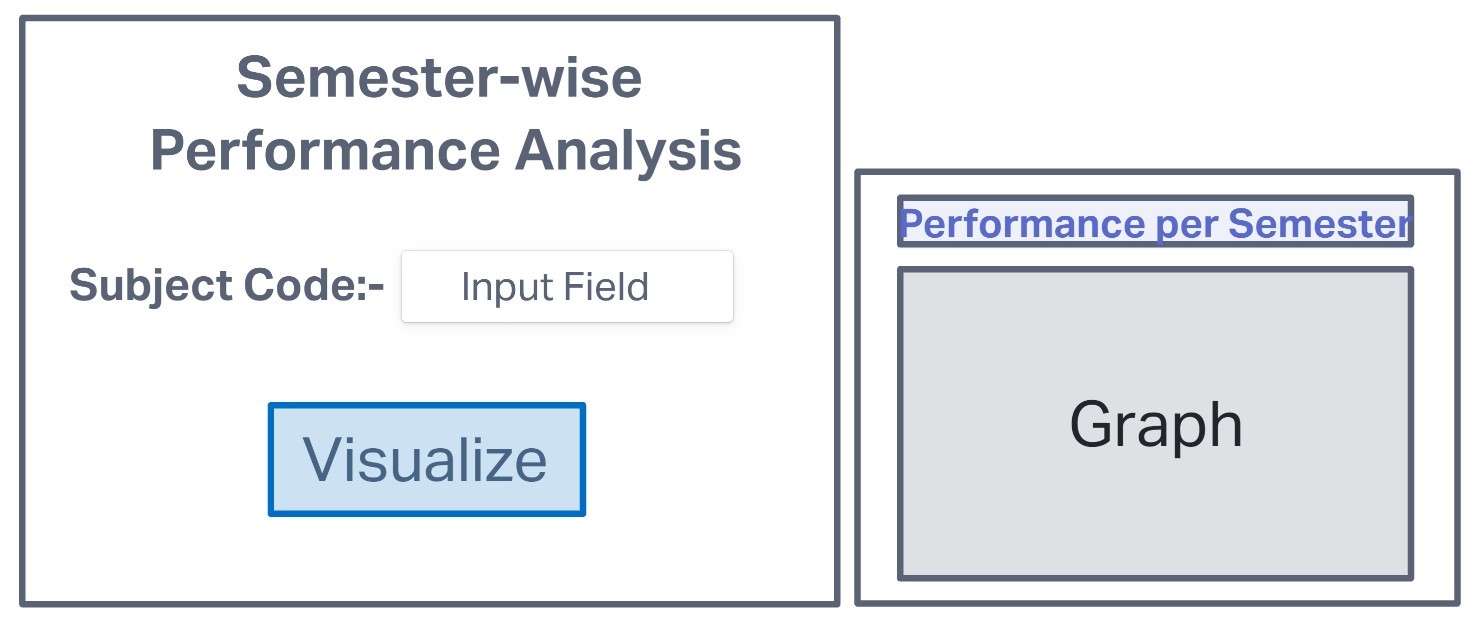 Semester-wise
Performance Analysis
Subject Code:- Input Field
Visualize
Performance per Semester
Graph